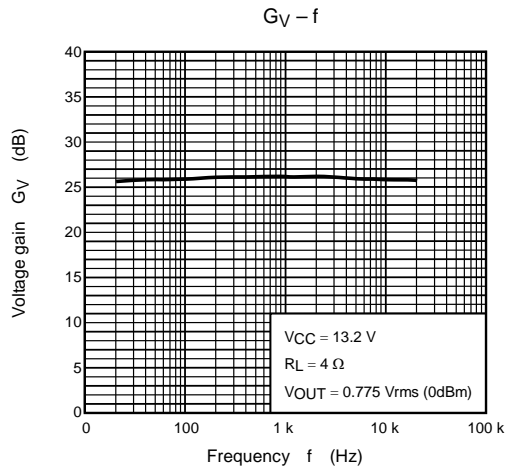 GV – f
Voltage gain GV (dB)
40
35
30
25
20
15
10
5
0
VCC = 13.2 V
RL = 4 Ω
VOUT = 0.775 Vrms (0dBm)
0 100 1 k 10 k 100 k
Frequency f (Hz)